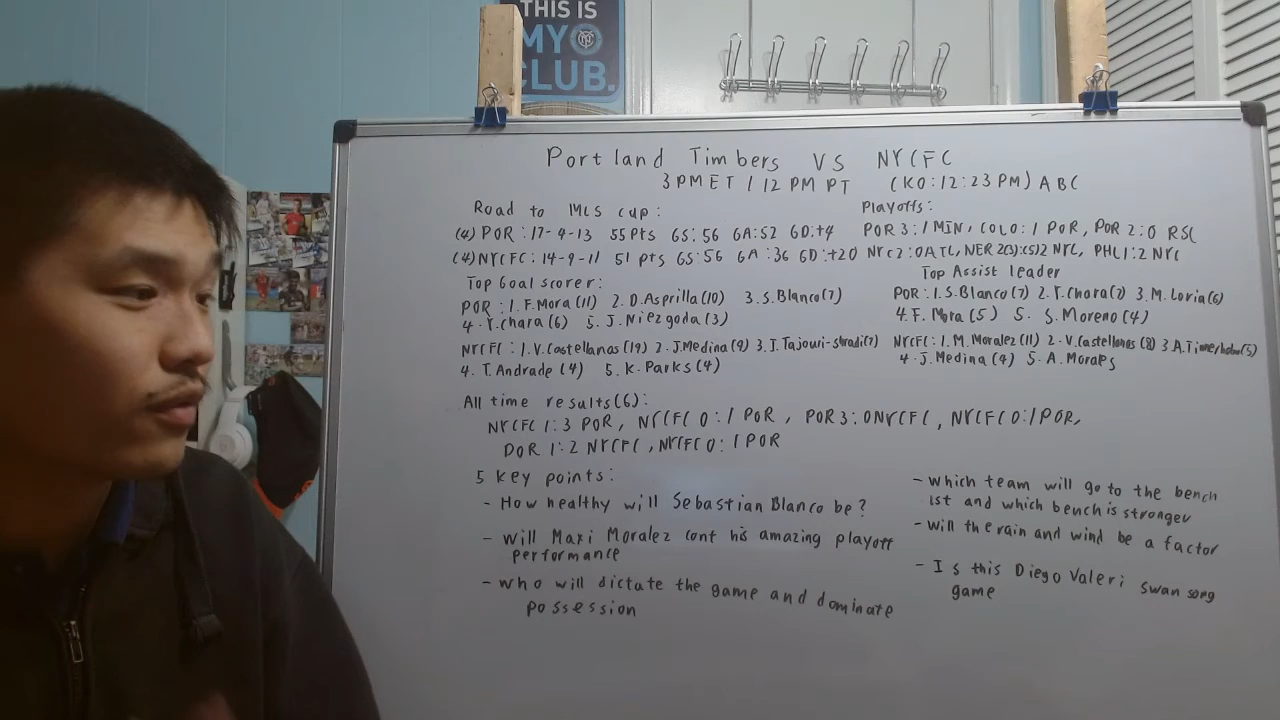 THIS IS
MY
CLUB.
Portland Timbers VS NYCFC
3 PM ET / 12 PM PT (KO: 12:23 PM) ABC
Road to MLS cup:
(4) POR: 17-4-13 55 Pts GS: 56 GA: 52 GD: +4
(4) NYCFC: 14-9-11 51 pts GS: 56 GA: 36 GD: +20
Playoffs:
POR 3:1 MIN, COLO:1 POR, POR 2:0 RSL
NYC 2:0 ATL, NER 2(3):(5)2 NYC, PHL 1:2 NYC
Top Goal scorer:
POR: 1. F. Mora (11) 2. D. Asprilla (10) 3. S. Blanco (7)
4. Y. Chara (6) 5. J. Niezgoda (3)
NYCFC: 1. V. Castellanos (19) 2. J. Medina (9) 3. I. Tajouri-shradi (7)
4. T. Andrade (4) 5. K. Parks (4)
Top Assist leader
POR: 1. S. Blanco (7) 2. Y. Chara (7) 3. M. Loria (6)
4. F. Mora (5) 5. S. Moreno (4)
NYCFC: 1. M. Moralez (11) 2. V. Castellanos (8) 3. A. (5)
4. J. Medina (4) 5. A. Morales
All time results (6):
NYCFC 1:3 POR, NYCFC 0:1 POR, POR 3:0 NYCFC, NYCFC 0:1 POR,
POR 1:2 NYCFC, NYCFC 0:1 POR
5 key points:
- How healthy will Sebastian Blanco be?
- will Maxi Moralez cont his amazing playoff
performance
- who will dictate the game and dominate
possession
- which team will go to the bench
1st and which bench is stronger
- will the rain and wind be a factor
- Is this Diego Valeri swan song
game